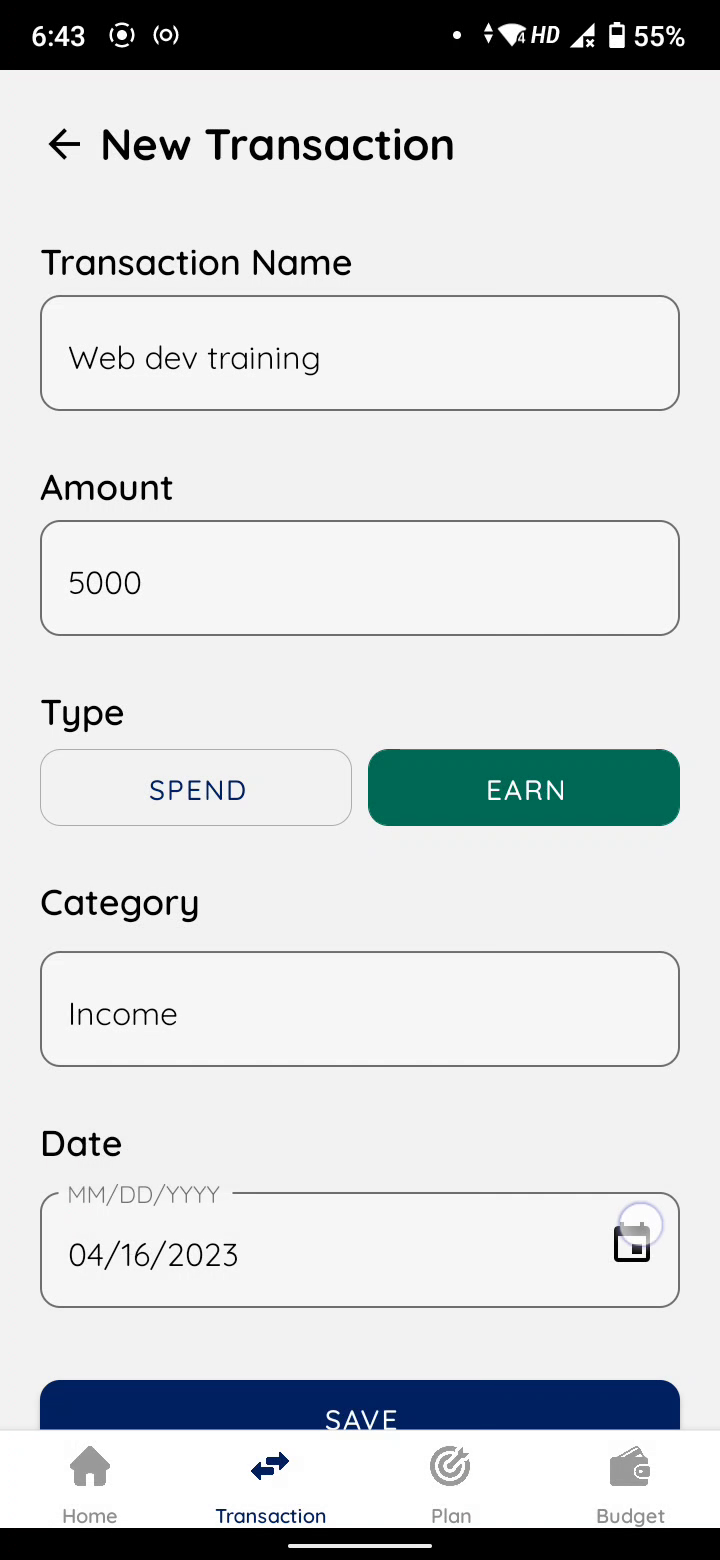 6:43 4 HD 55%
New Transaction
Transaction Name
Web dev training
Amount
5000
Type
SPEND EARN
Category
Income
Date
MM/DD/YYYY
04/16/2023
SAVE
Home Transaction Plan Budget